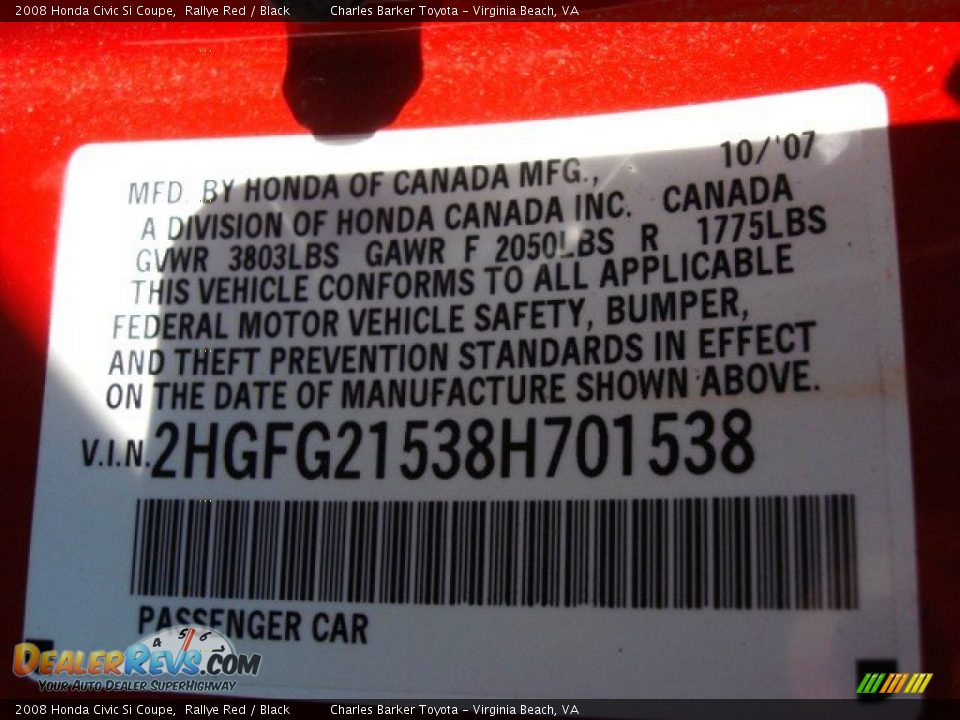 2008 Honda Civic Si Coupe, Rallye Red / Black Charles Barker Toyota - Virginia Beach, VA
10/'07
MFD. BY HONDA OF CANADA MFG.,
A DIVISION OF HONDA CANADA INC. CANADA
GVWR 3803LBS GAWR F 2050LBS R 1775LBS
THIS VEHICLE CONFORMS TO ALL APPLICABLE
FEDERAL MOTOR VEHICLE SAFETY, BUMPER,
AND THEFT PREVENTION STANDARDS IN EFFECT
ON THE DATE OF MANUFACTURE SHOWN ABOVE.
V.I.N. 2HGFG21538H701538
PASSENGER CAR
4 5 6 7
DEALERREVS.COM
YOUR AUTO DEALER SUPERHIGHWAY
2008 Honda Civic Si Coupe, Rallye Red / Black Charles Barker Toyota - Virginia Beach, VA